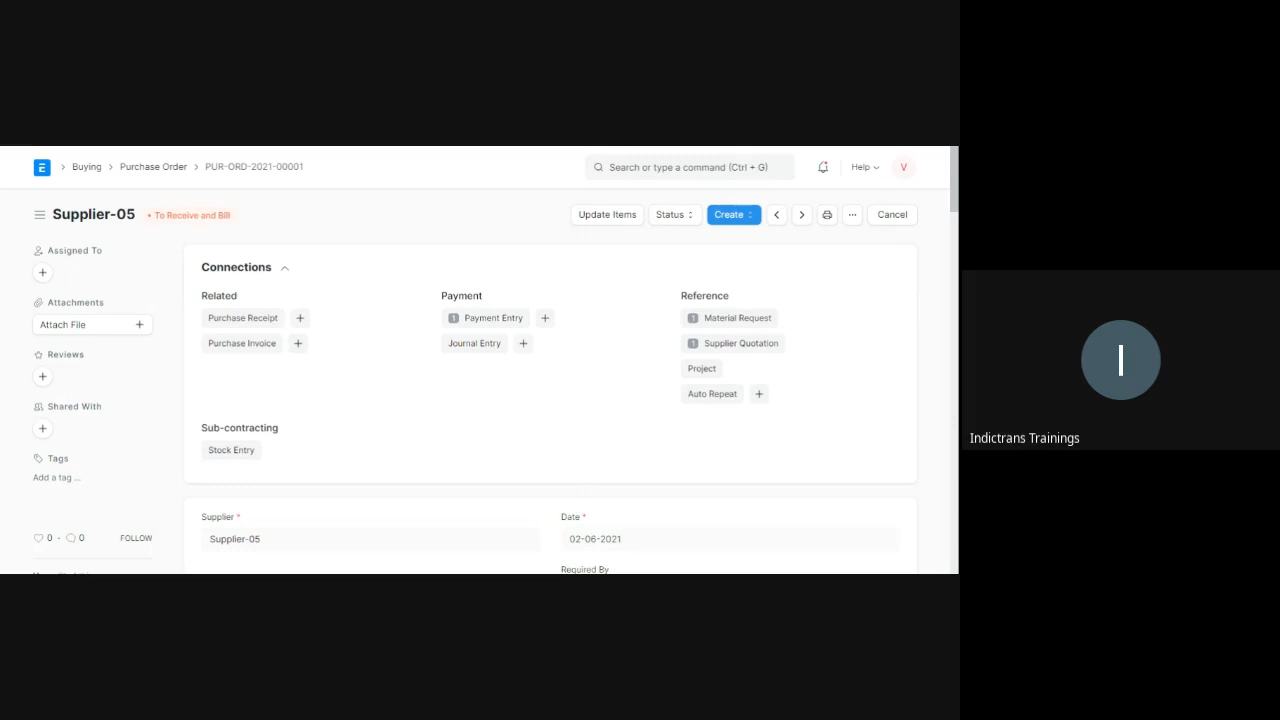 E > Buying > Purchase Order > PUR-ORD-2021-00001 Search or type a command (Ctrl + G) Help V
Supplier-05 • To Receive and Bill Update Items Status Create ... Cancel
Assigned To
+
Attachments
Attach File +
Reviews
+
Shared With
+
Tags
Add a tag ...
0 · 0 FOLLOW
Connections
Related
Purchase Receipt +
Purchase Invoice +
Payment
1 Payment Entry +
Journal Entry +
Reference
1 Material Request
1 Supplier Quotation
Project
Auto Repeat +
Sub-contracting
Stock Entry
Supplier *
Supplier-05
Date *
02-06-2021
Required By
I
Indictrans Trainings